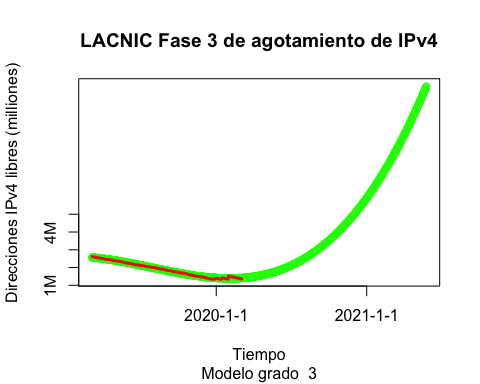 LACNIC Fase 3 de agotamiento de IPv4
Direcciones IPv4 libres (milliones)
4M
1M
2020-1-1
2021-1-1
Tiempo
Modelo grado 3